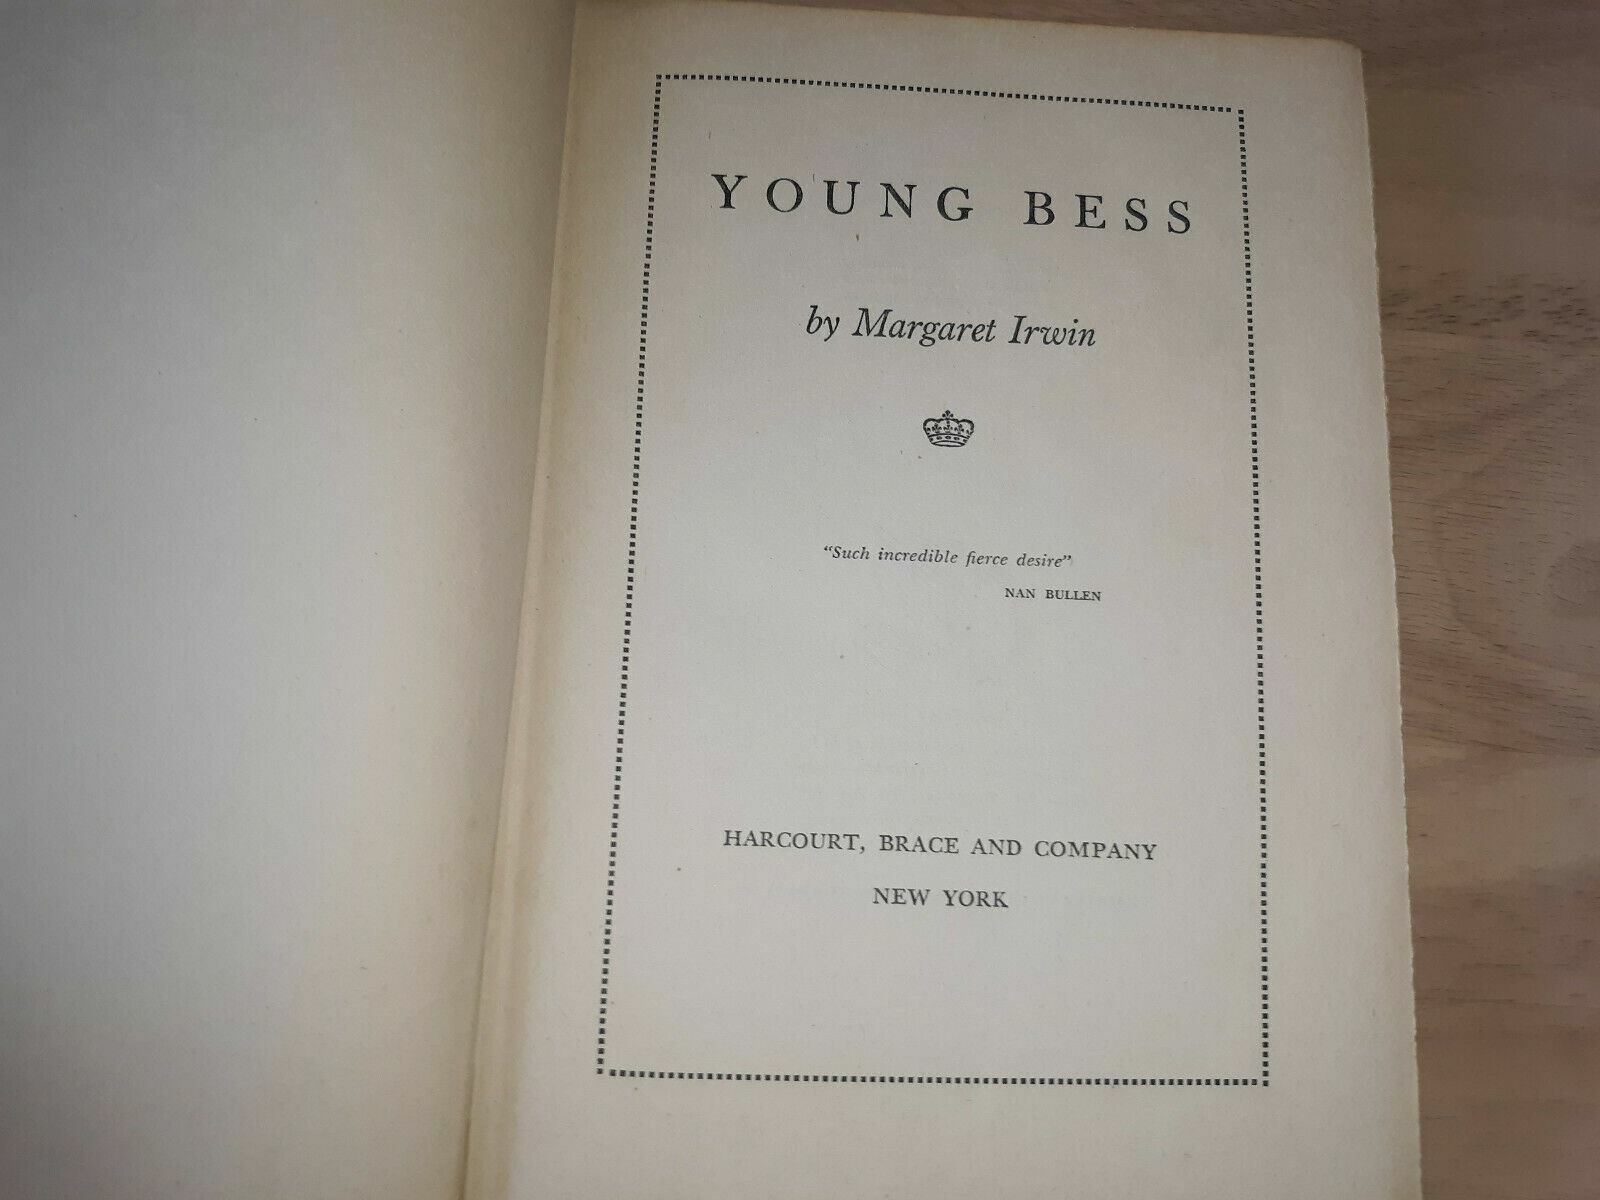 YOUNG BESS
by Margaret Irwin
"Such incredible fierce desire"
NAN BULLEN
HARCOURT, BRACE AND COMPANY
NEW YORK